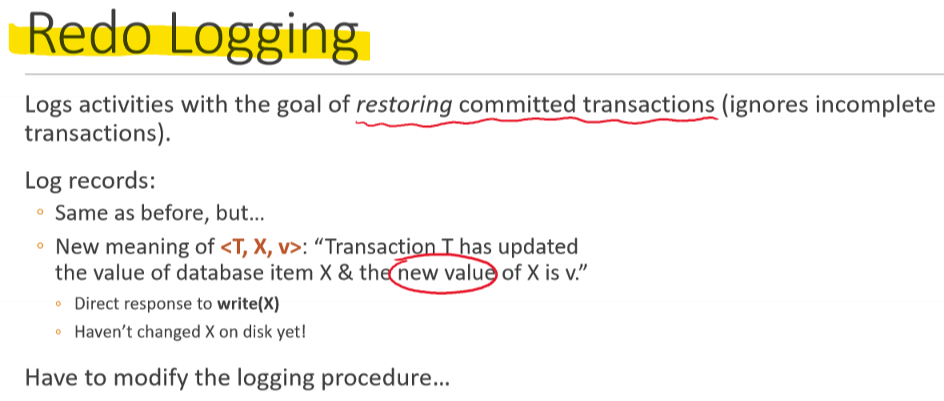 Redo Logging
Logs activities with the goal of restoring committed transactions (ignores incomplete
transactions).
Log records:
◦ Same as before, but...
◦ New meaning of <T, X, v>: “Transaction T has updated
the value of database item X & the new value of X is v.”
◦ Direct response to write(X)
◦ Haven’t changed X on disk yet!
Have to modify the logging procedure...